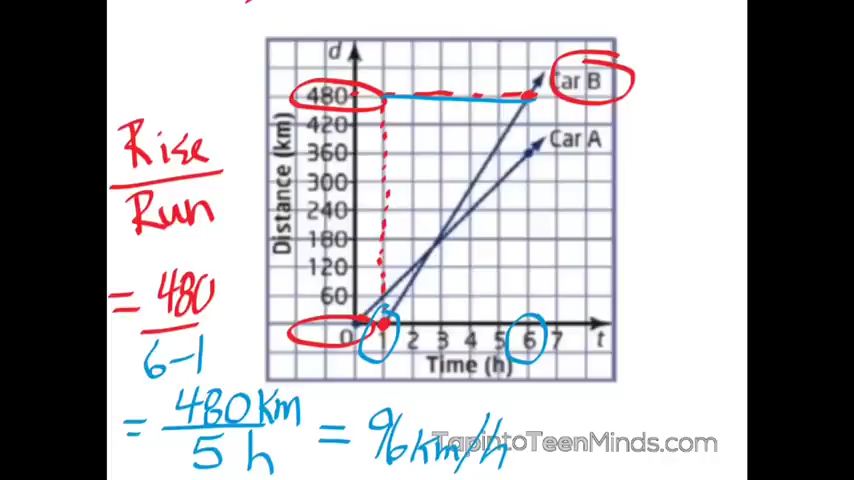 d
Car B
480
420
Car A
360
300
240
180
120
60
0 1 2 3 4 5 6 7 t
Distance (km)
Time (h)
Rise
Run
= 480
6-1
= 480 km
5 h
= 96 km/h
TapintoTeenMinds.com